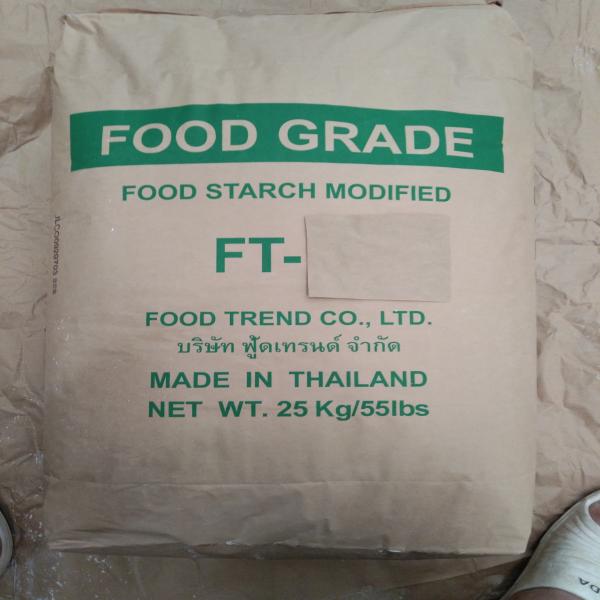 FOOD GRADE
FOOD STARCH MODIFIED
FT-
FOOD TREND CO., LTD.
บริษัท ฟู้ดเทรนด์ จำกัด
MADE IN THAILAND
NET WT. 25 Kg/55lbs